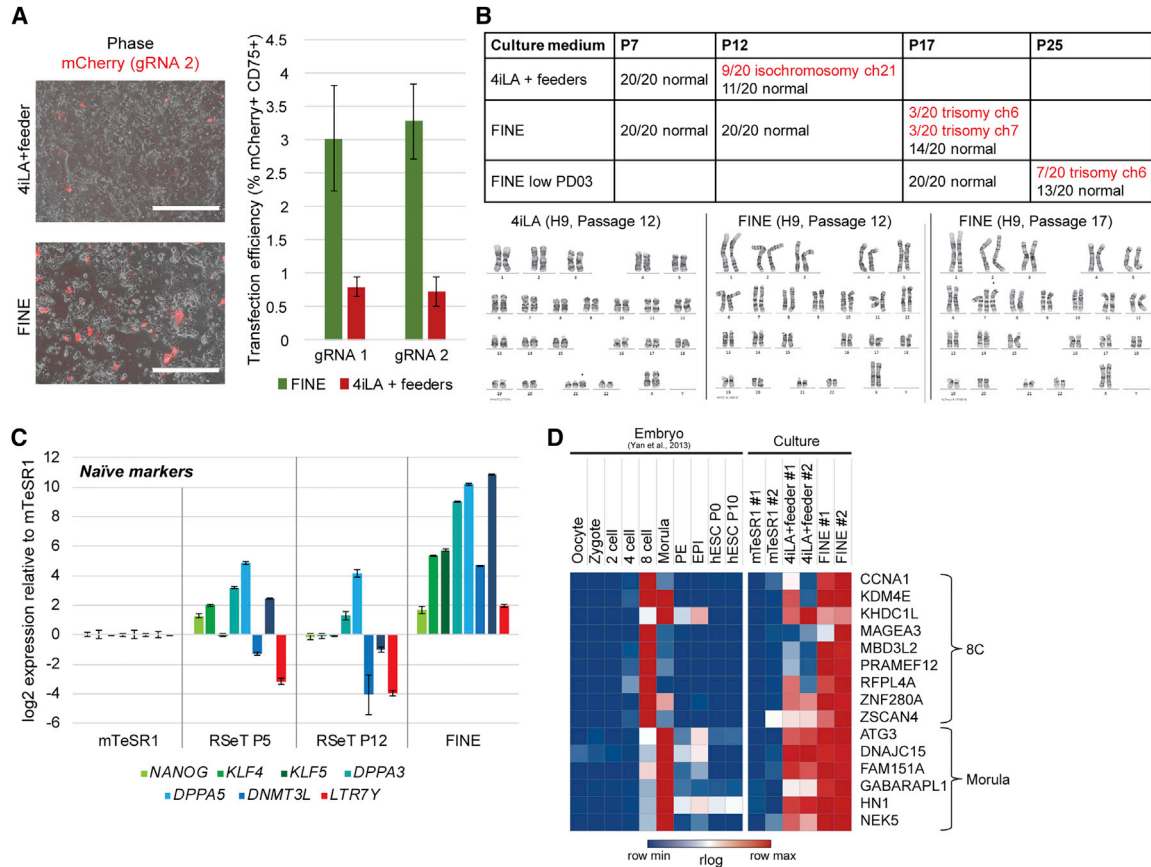 A
Phase
mCherry (gRNA 2)
4iLA+feeder
FINE
Transfection efficiency (% mCherry+ CD75+)
4.5
4
3.5
3
2.5
2
1.5
1
0.5
0
gRNA 1 gRNA 2
FINE 4iLA + feeders
B
Culture medium P7 P12 P17 P25
4iLA + feeders 20/20 normal 9/20 isochromosomy ch21
11/20 normal
FINE 20/20 normal 20/20 normal 3/20 trisomy ch6
3/20 trisomy ch7
14/20 normal
FINE low PD03 20/20 normal 7/20 trisomy ch6
13/20 normal
4iLA (H9, Passage 12) FINE (H9, Passage 12) FINE (H9, Passage 17)
C
Naïve markers
log2 expression relative to mTeSR1
12
10
8
6
4
2
0
-2
-4
-6
mTeSR1 RSeT P5 RSeT P12 FINE
NANOG KLF4 KLF5 DPPA3
DPPA5 DNMT3L LTR7Y
D
Embryo
(Yan et al., 2013)
Culture
Oocyte
Zygote
2 cell
4 cell
8 cell
Morula
PE
EPI
hESC P0
hESC P10
mTeSR1 #1
mTeSR1 #2
4iLA+feeder #1
4iLA+feeder #2
FINE #1
FINE #2
CCNA1
KDM4E
KHDC1L
MAGEA3
MBD3L2
PRAMEF12
RFPL4A
ZNF280A
ZSCAN4
8C
ATG3
DNAJC15
FAM151A
GABARAPL1
HN1
NEK5
Morula
row min rlog row max